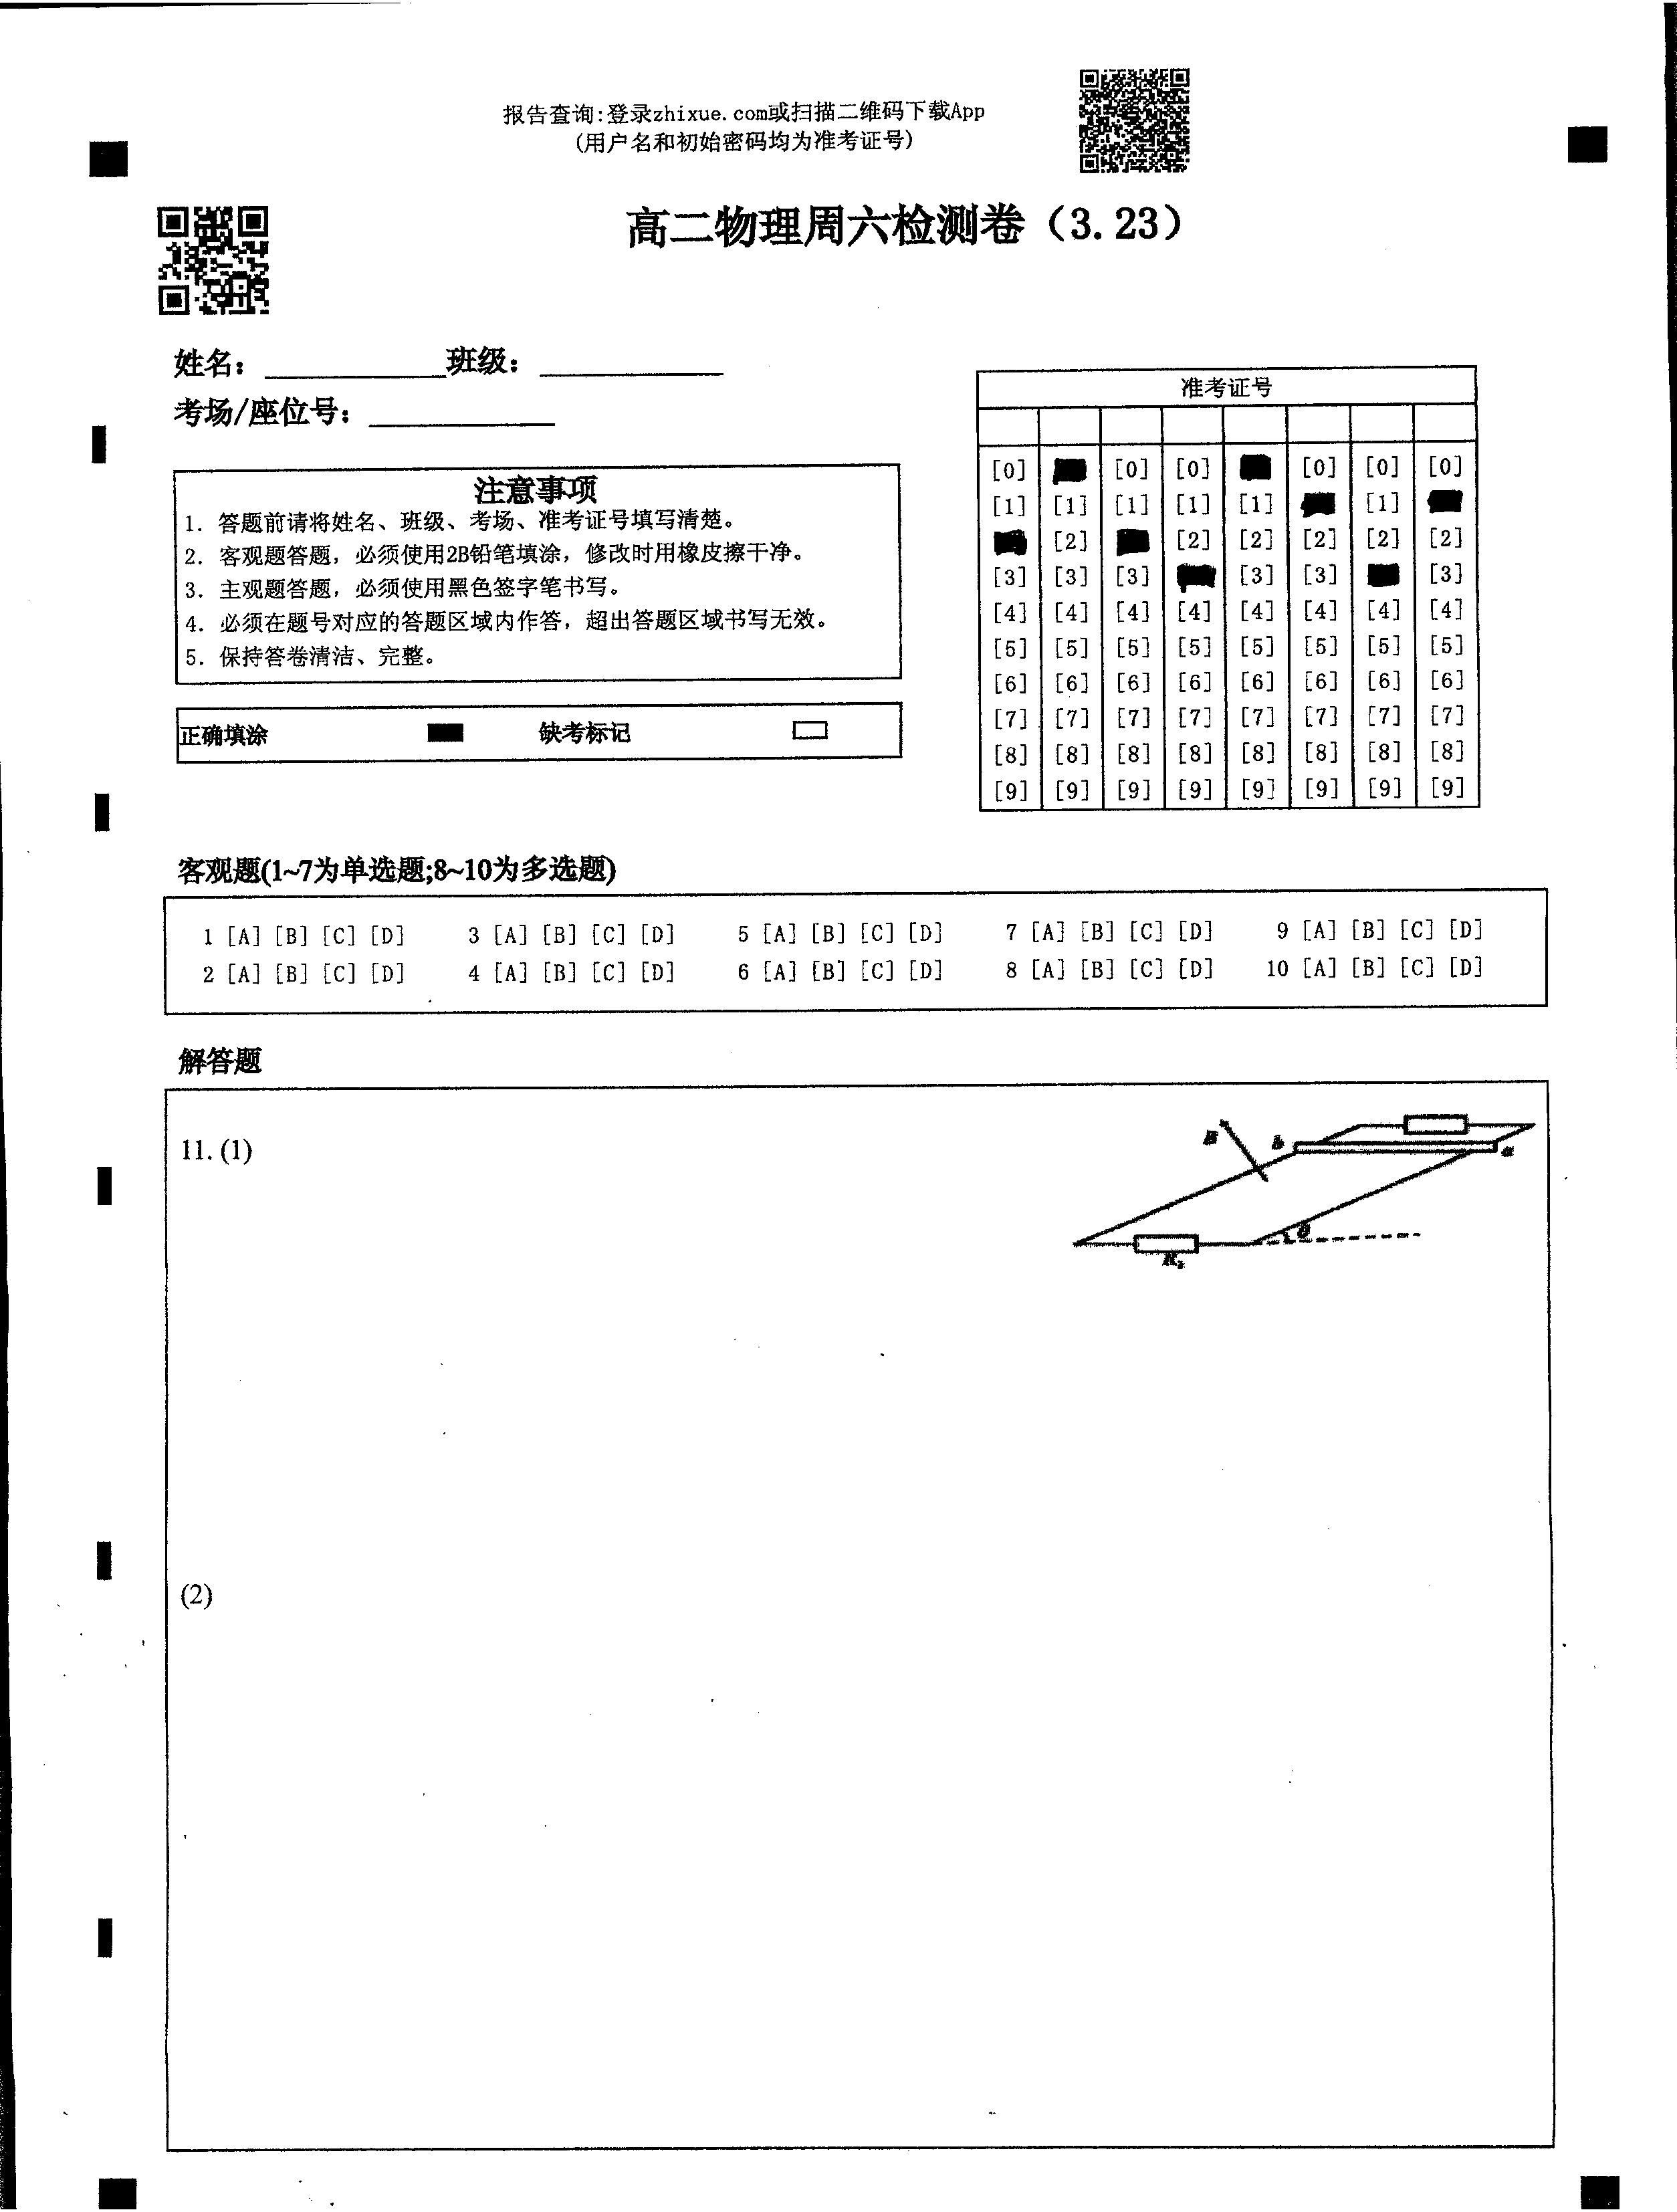 报告查询:登录zhixue.com或扫描二维码下载App
(用户名和初始密码均为准考证号)
高二物理周六检测卷（3.23）
姓名：
班级：
考场/座位号：
注意事项
1. 答题前请将姓名、班级、考场、准考证号填写清楚。
2. 客观题答题，必须使用2B铅笔填涂，修改时用橡皮擦干净。
3. 主观题答题，必须使用黑色签字笔书写。
4. 必须在题号对应的答题区域内作答，超出答题区域书写无效。
5. 保持答卷清洁、完整。
正确填涂 缺考标记
准考证号
[0] [0] [0] [0] [0] [0]
[1] [1] [1] [1] [1] [1]
[2] [2] [2] [2] [2] [2]
[3] [3] [3] [3] [3] [3]
[4] [4] [4] [4] [4] [4] [4] [4]
[5] [5] [5] [5] [5] [5] [5] [5]
[6] [6] [6] [6] [6] [6] [6] [6]
[7] [7] [7] [7] [7] [7] [7] [7]
[8] [8] [8] [8] [8] [8] [8] [8]
[9] [9] [9] [9] [9] [9] [9] [9]
客观题(1~7为单选题;8~10为多选题)
1 [A] [B] [C] [D] 3 [A] [B] [C] [D] 5 [A] [B] [C] [D] 7 [A] [B] [C] [D] 9 [A] [B] [C] [D]
2 [A] [B] [C] [D] 4 [A] [B] [C] [D] 6 [A] [B] [C] [D] 8 [A] [B] [C] [D] 10 [A] [B] [C] [D]
解答题
11. (1)
B
b
a
θ
(2)